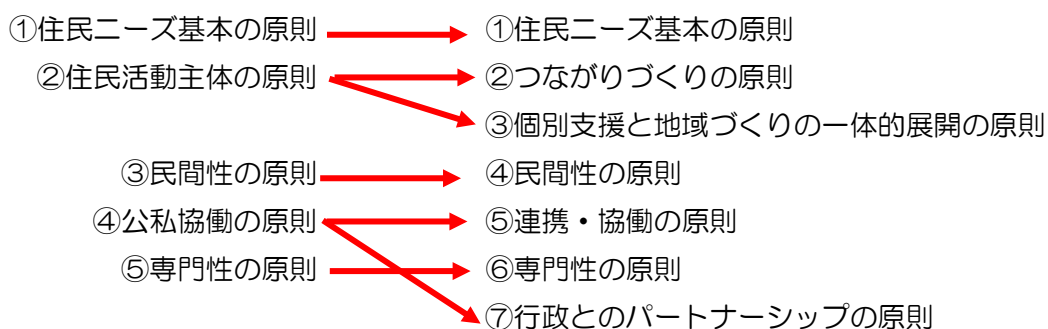 ①住民ニーズ基本の原則 ①住民ニーズ基本の原則
②住民活動主体の原則 ②つながりづくりの原則
③個別支援と地域づくりの一体的展開の原則
③民間性の原則 ④民間性の原則
④公私協働の原則 ⑤連携・協働の原則
⑤専門性の原則 ⑥専門性の原則
⑦行政とのパートナーシップの原則